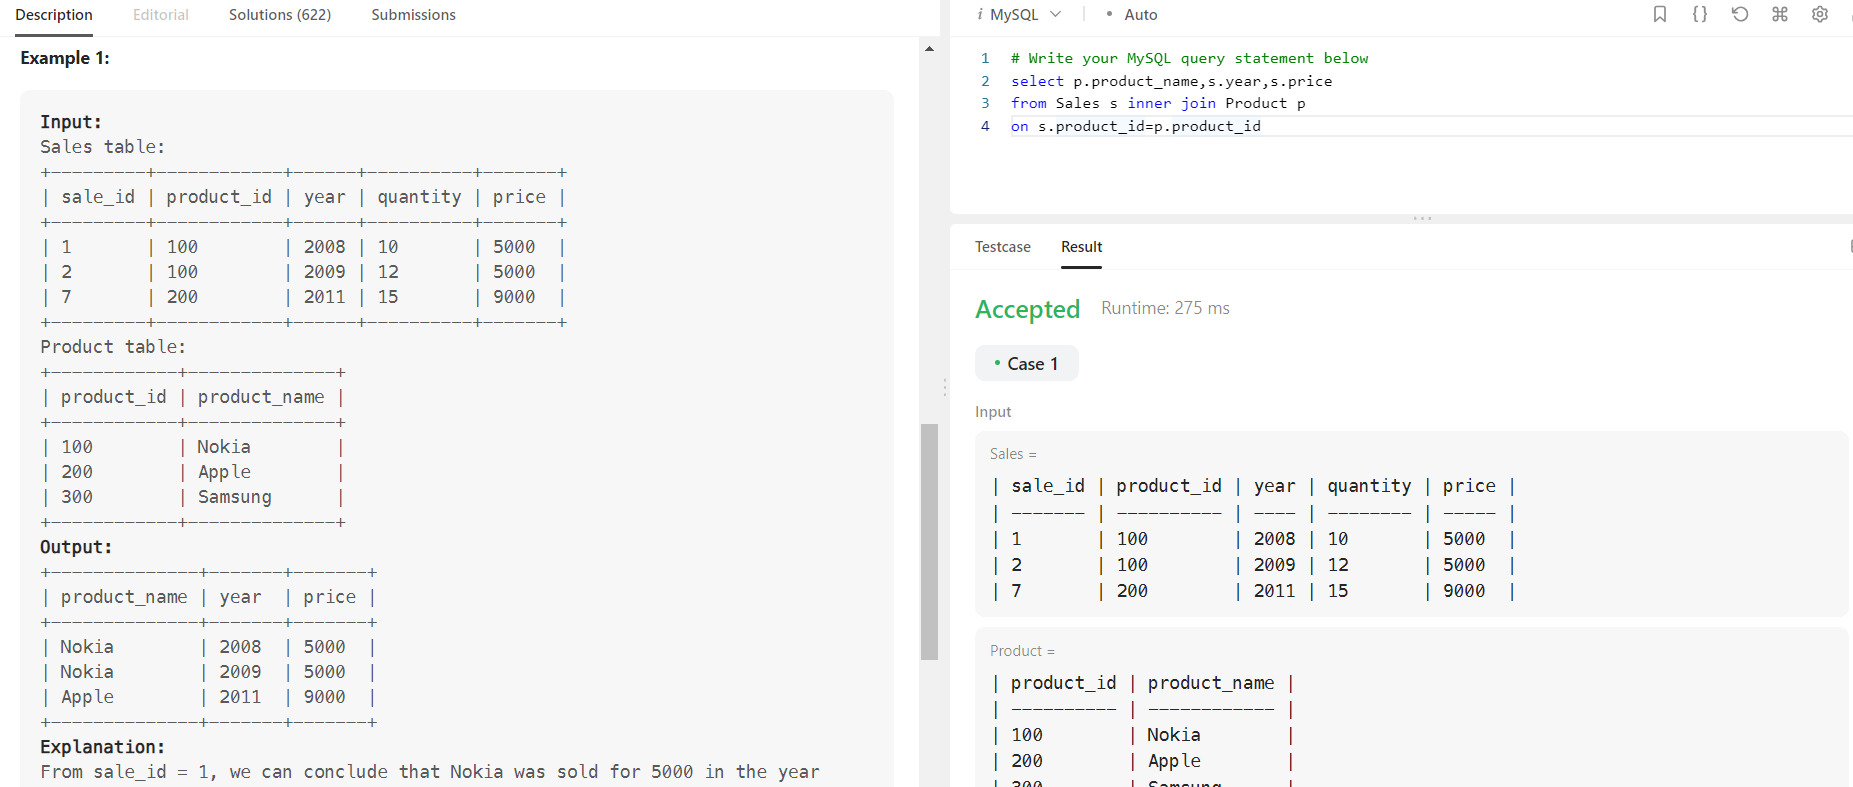 Description Editorial Solutions (622) Submissions
Example 1:
Input:
Sales table:
+---------+------------+------+----------+-------+
| sale_id | product_id | year | quantity | price |
+---------+------------+------+----------+-------+
| 1       | 100        | 2008 | 10       | 5000  |
| 2       | 100        | 2009 | 12       | 5000  |
| 7       | 200        | 2011 | 15       | 9000  |
+---------+------------+------+----------+-------+
Product table:
+------------+--------------+
| product_id | product_name |
+------------+--------------+
| 100        | Nokia        |
| 200        | Apple        |
| 300        | Samsung      |
+------------+--------------+
Output:
+--------------+-------+-------+
| product_name | year  | price |
+--------------+-------+-------+
| Nokia        | 2008  | 5000  |
| Nokia        | 2009  | 5000  |
| Apple        | 2011  | 9000  |
+--------------+-------+-------+
Explanation:
From sale_id = 1, we can conclude that Nokia was sold for 5000 in the year
i MySQL • Auto
1 # Write your MySQL query statement below
2 select p.product_name,s.year,s.price
3 from Sales s inner join Product p
4 on s.product_id=p.product_id
Testcase Result
Accepted Runtime: 275 ms
• Case 1
Input
Sales =
| sale_id | product_id | year | quantity | price |
| ------- | ---------- | ---- | -------- | ----- |
| 1       | 100        | 2008 | 10       | 5000  |
| 2       | 100        | 2009 | 12       | 5000  |
| 7       | 200        | 2011 | 15       | 9000  |
Product =
| product_id | product_name |
| ---------- | ------------ |
| 100        | Nokia        |
| 200        | Apple        |
| 300        | Samsung      |